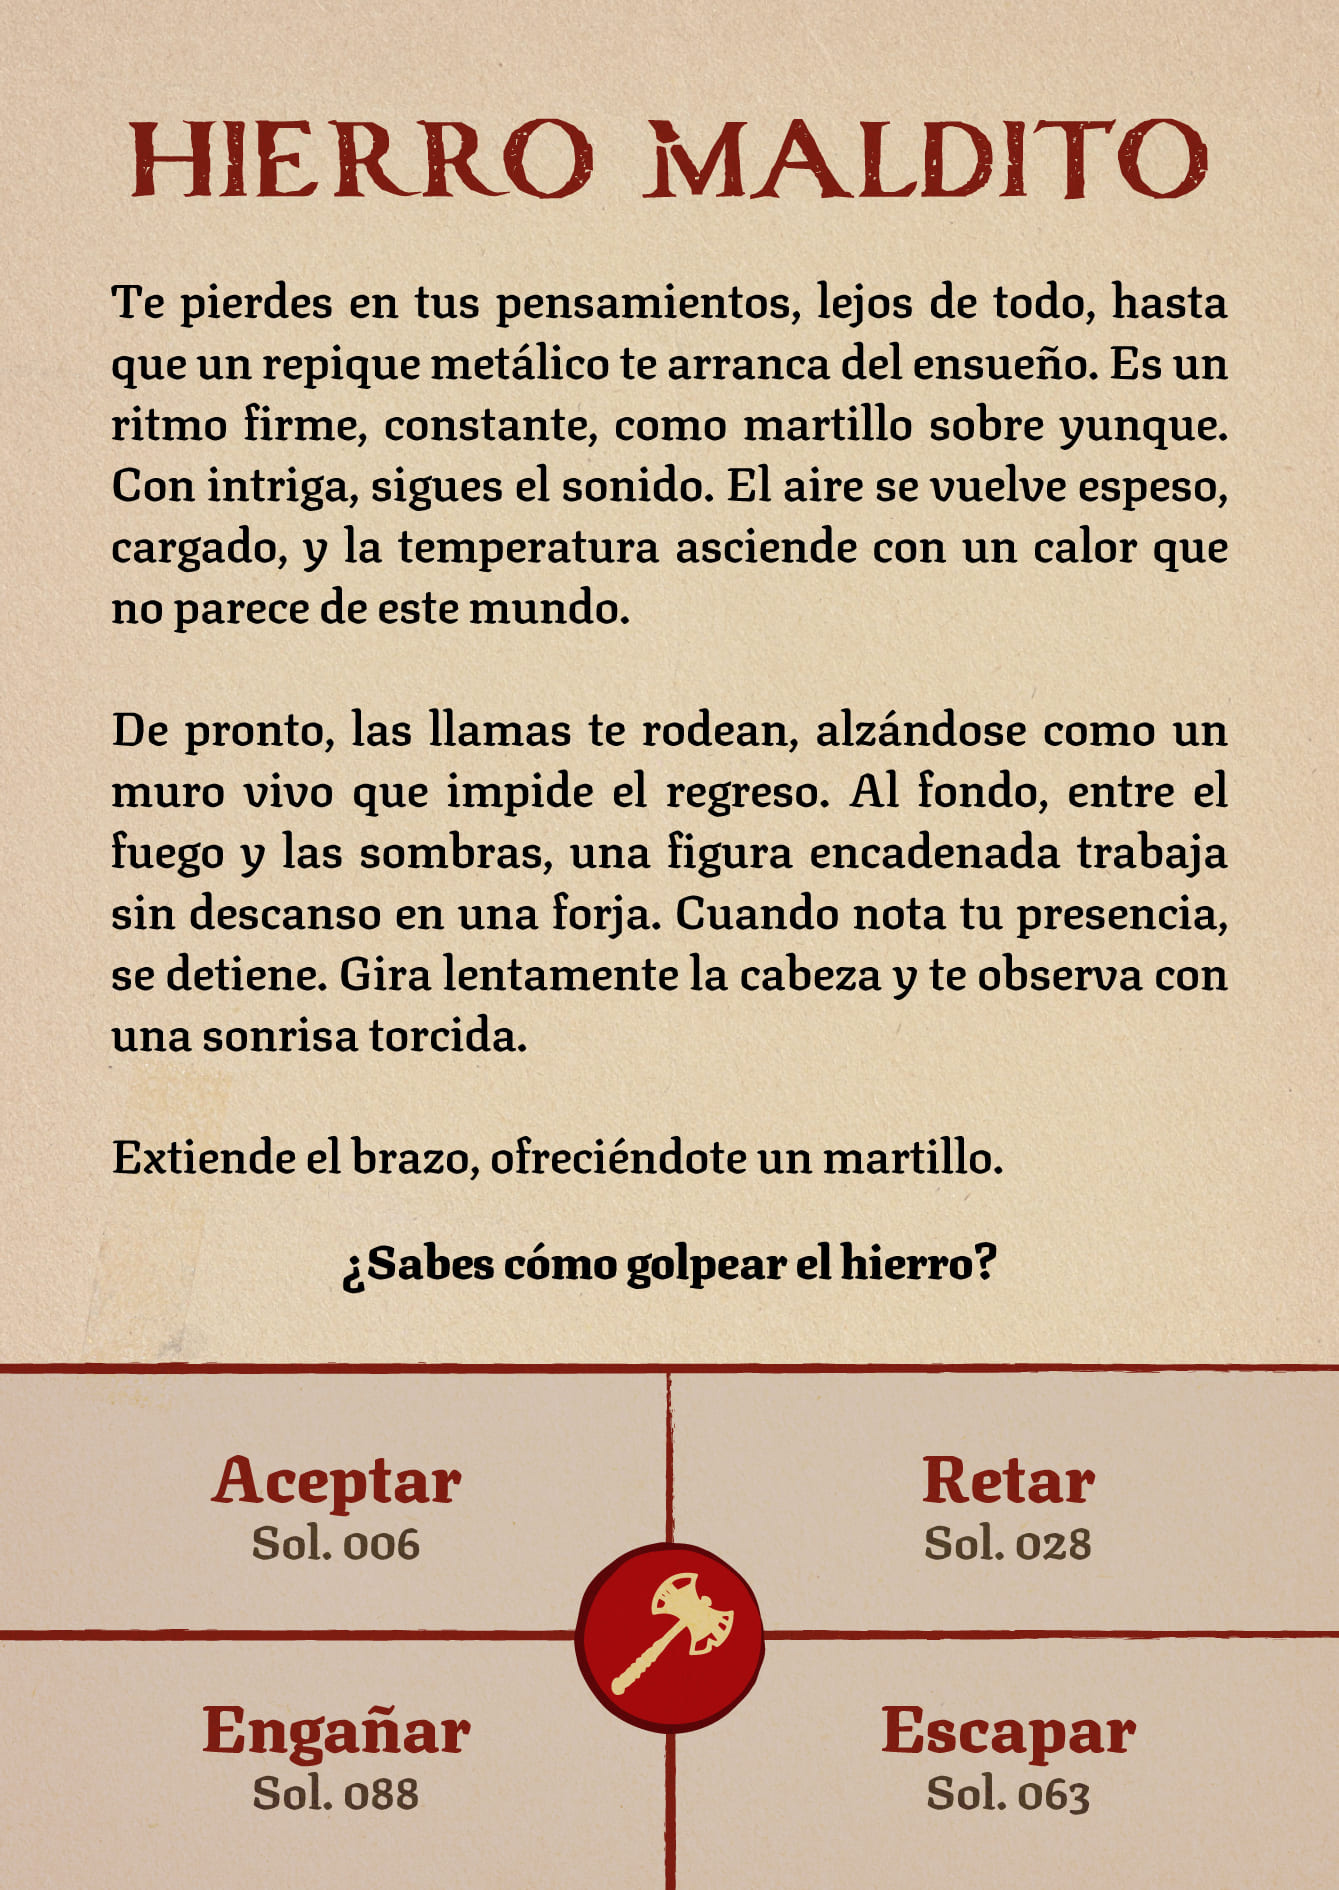 HIERRO MALDITO
Te pierdes en tus pensamientos, lejos de todo, hasta
que un repique metálico te arranca del ensueño. Es un
ritmo firme, constante, como martillo sobre yunque.
Con intriga, sigues el sonido. El aire se vuelve espeso,
cargado, y la temperatura asciende con un calor que
no parece de este mundo.
De pronto, las llamas te rodean, alzándose como un
muro vivo que impide el regreso. Al fondo, entre el
fuego y las sombras, una figura encadenada trabaja
sin descanso en una forja. Cuando nota tu presencia,
se detiene. Gira lentamente la cabeza y te observa con
una sonrisa torcida.
Extiende el brazo, ofreciéndote un martillo.
¿Sabes cómo golpear el hierro?
Aceptar
Sol. 006
Retar
Sol. 028
Engañar
Sol. 088
Escapar
Sol. 063